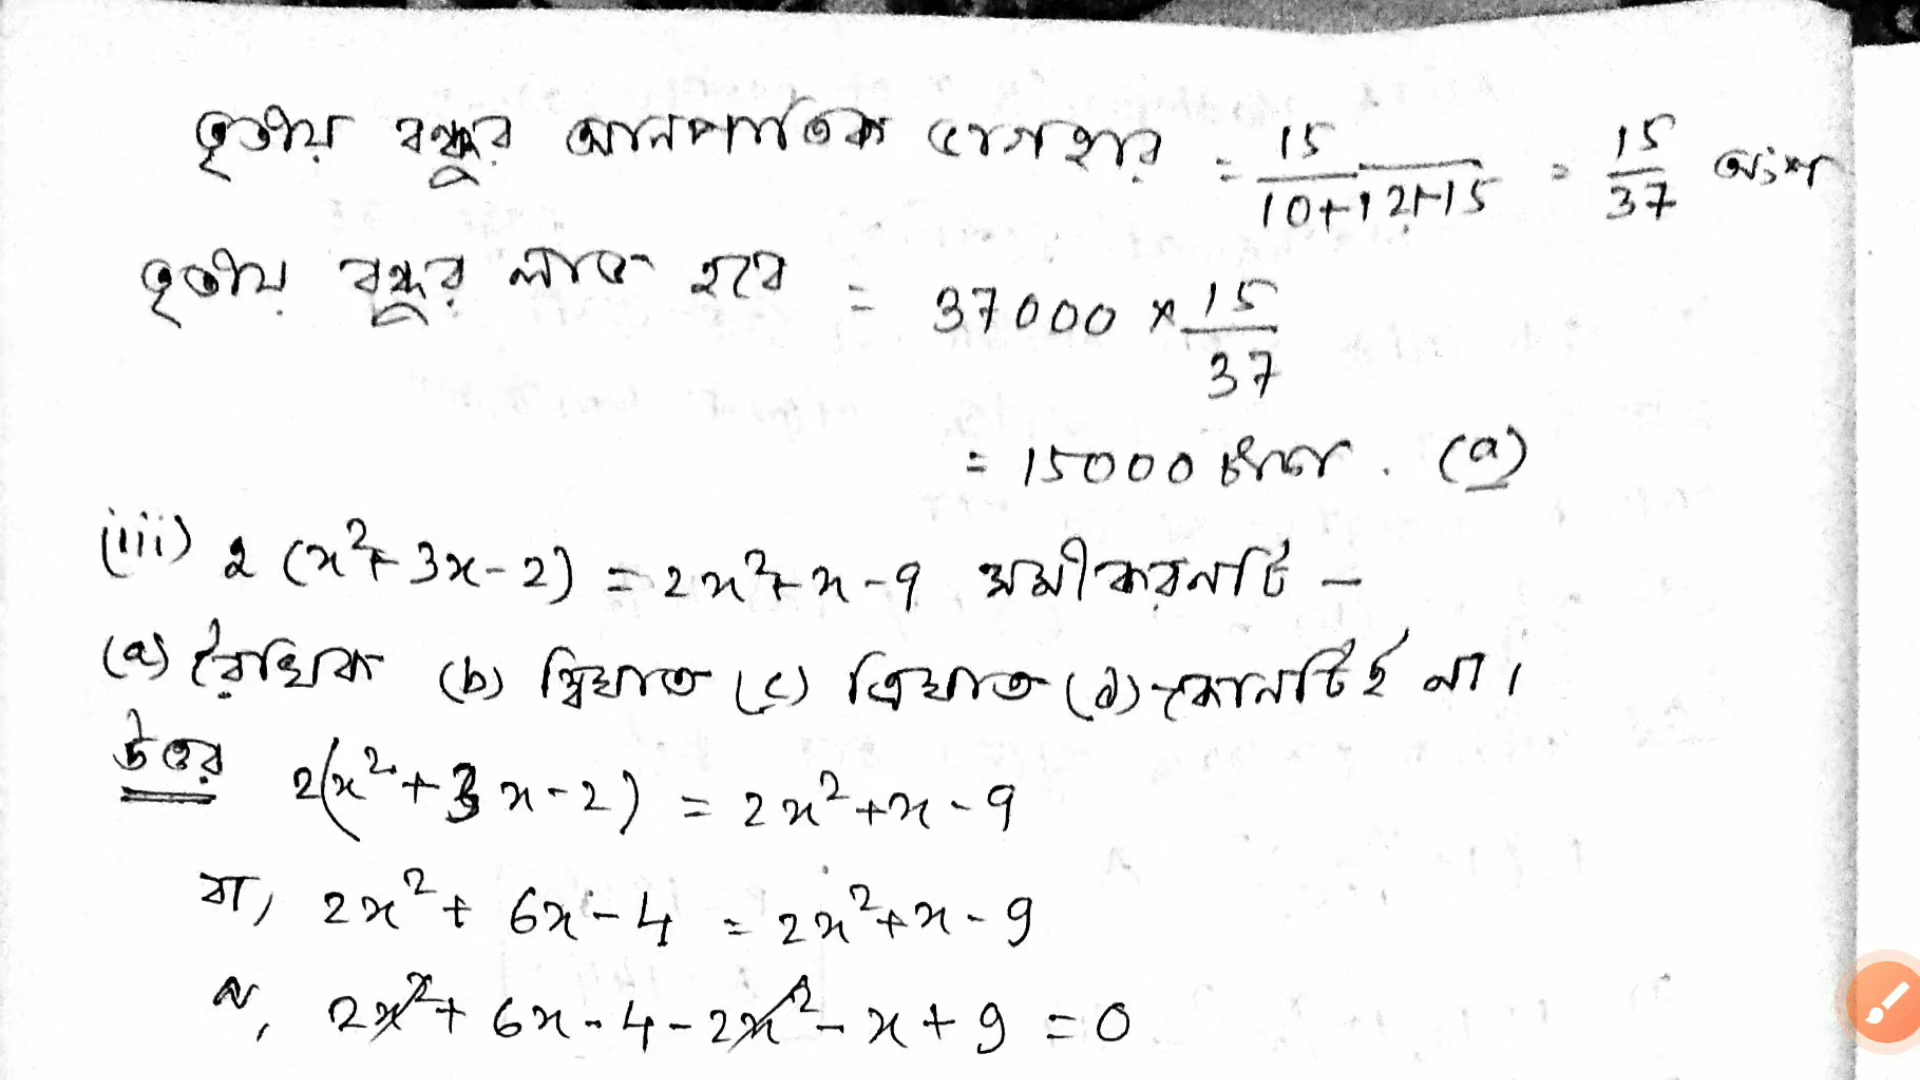 তৃতীয় বন্ধুর আনুপাতিক ভাগহার = 15/(10+12+15) = 15/37 অংশ
তৃতীয় বন্ধুর লাভ হবে = 37000 × 15/37
= 15000 টাকা. (a)
(iii) 2 (x²+3x-2) = 2x²+x-9 সমীকরনটি –
(a) রৈখিক (b) দ্বিঘাত (c) ত্রিঘাত (d) কোনটিই না।
উত্তর 2(x²+3x-2) = 2x²+x-9
বা, 2x²+6x-4 = 2x²+x-9
বা, 2x²+6x-4-2x²-x+9=0